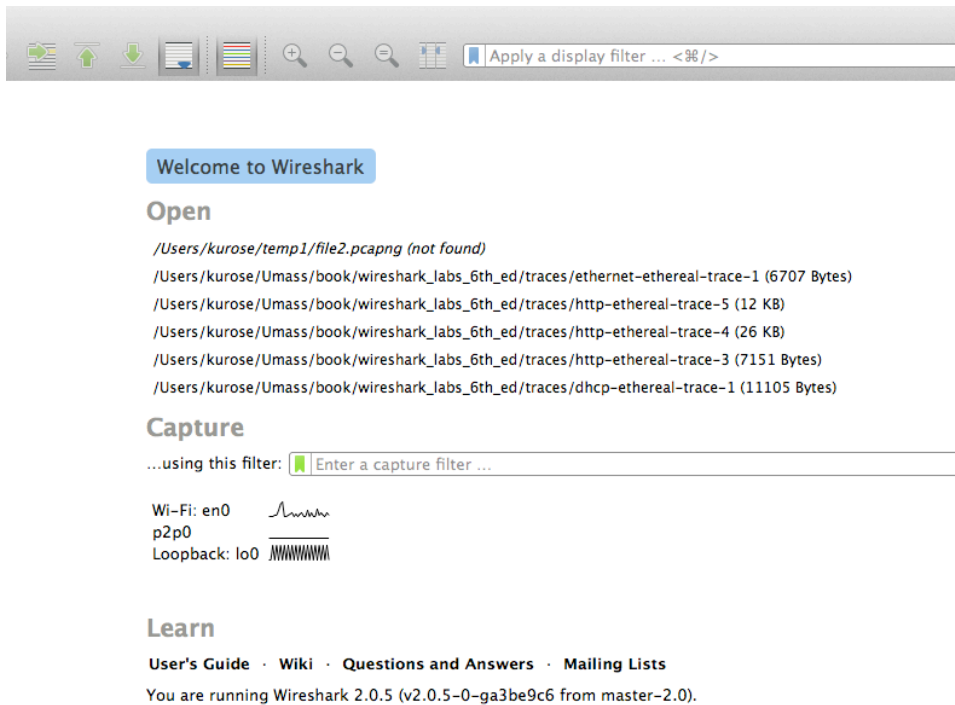 Apply a display filter ... <⌘/>
Welcome to Wireshark
Open
/Users/kurose/temp1/file2.pcapng (not found)
/Users/kurose/Umass/book/wireshark_labs_6th_ed/traces/ethernet-ethereal-trace-1 (6707 Bytes)
/Users/kurose/Umass/book/wireshark_labs_6th_ed/traces/http-ethereal-trace-5 (12 KB)
/Users/kurose/Umass/book/wireshark_labs_6th_ed/traces/http-ethereal-trace-4 (26 KB)
/Users/kurose/Umass/book/wireshark_labs_6th_ed/traces/http-ethereal-trace-3 (7151 Bytes)
/Users/kurose/Umass/book/wireshark_labs_6th_ed/traces/dhcp-ethereal-trace-1 (11105 Bytes)
Capture
...using this filter: Enter a capture filter ...
Wi-Fi: en0
p2p0
Loopback: lo0
Learn
User's Guide · Wiki · Questions and Answers · Mailing Lists
You are running Wireshark 2.0.5 (v2.0.5-0-ga3be9c6 from master-2.0).